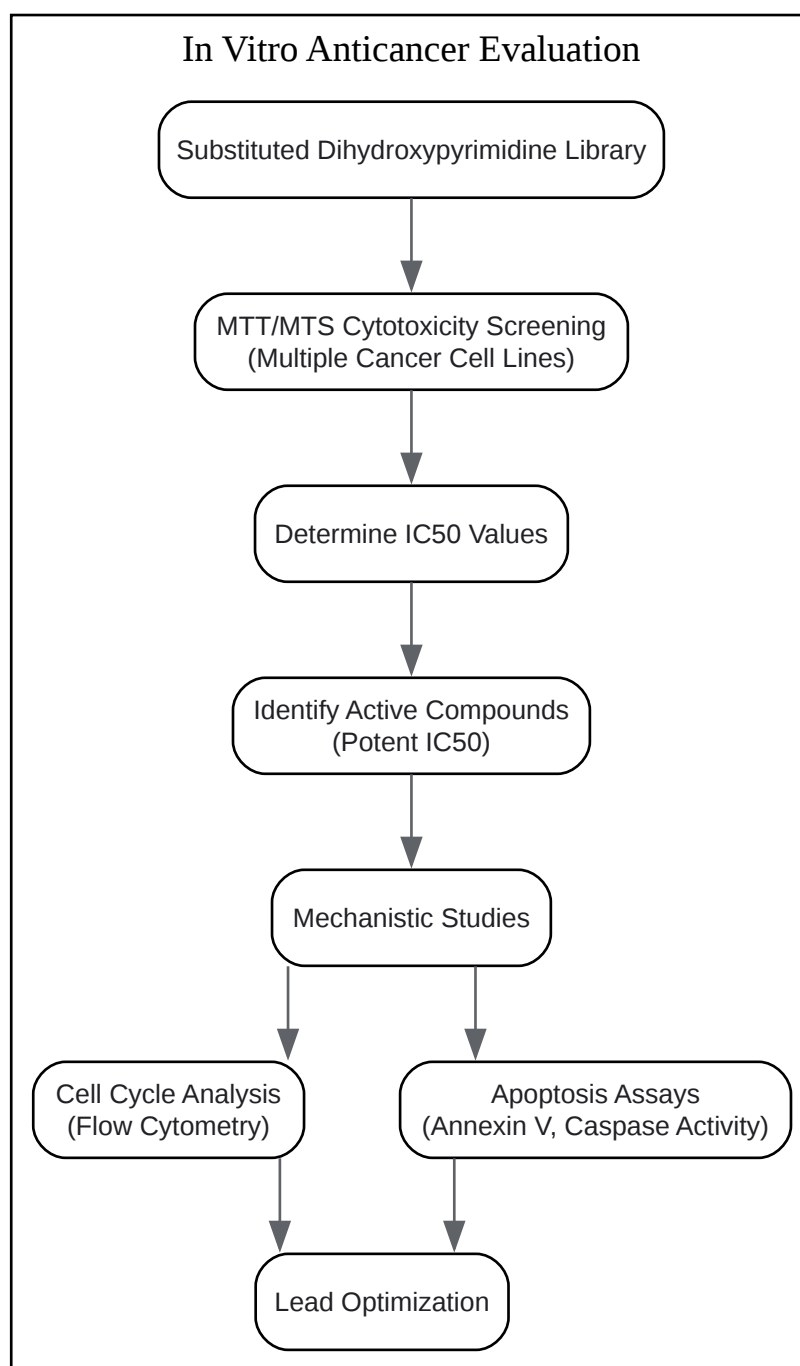 In Vitro Anticancer Evaluation
Substituted Dihydroxypyrimidine Library
MTT/MTS Cytotoxicity Screening
(Multiple Cancer Cell Lines)
Determine IC50 Values
Identify Active Compounds
(Potent IC50)
Mechanistic Studies
Cell Cycle Analysis
(Flow Cytometry)
Apoptosis Assays
(Annexin V, Caspase Activity)
Lead Optimization